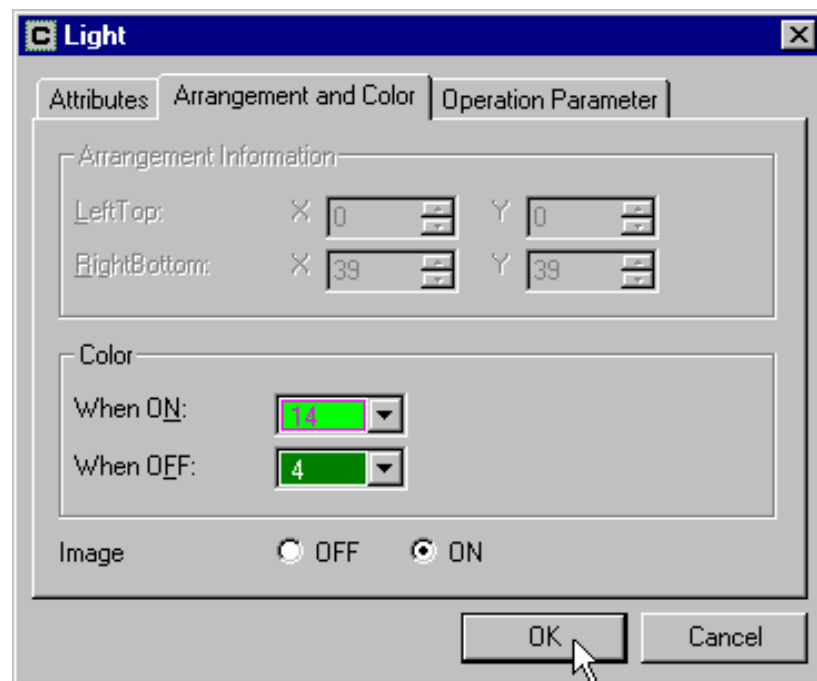 C Light
Attributes Arrangement and Color Operation Parameter
Arrangement Information
LeftTop: X 0 Y 0
RightBottom: X 39 Y 39
Color
When ON: 14
When OFF: 4
Image OFF ON
OK Cancel